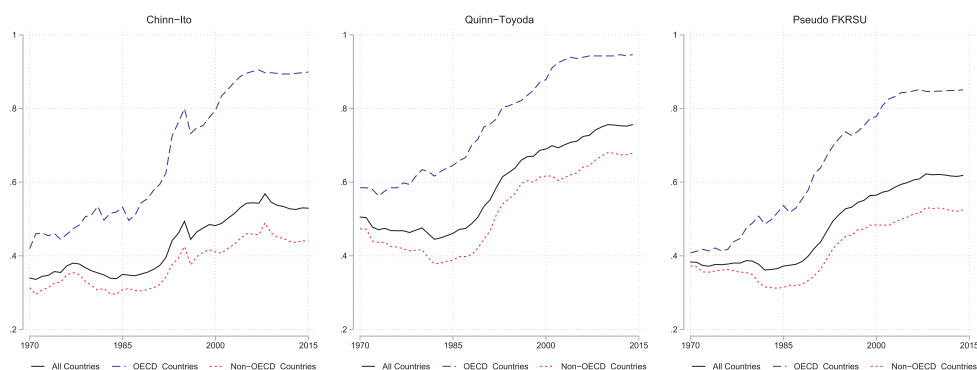 Chinn−Ito
1
.8
.6
.4
.2
1970 1985 2000 2015
All Countries OECD Countries Non−OECD Countries
Quinn−Toyoda
1
.8
.6
.4
.2
1970 1985 2000 2015
All Countries OECD Countries Non−OECD Countries
Pseudo FKRSU
1
.8
.6
.4
.2
1970 1985 2000 2015
All Countries OECD Countries Non−OECD Countries